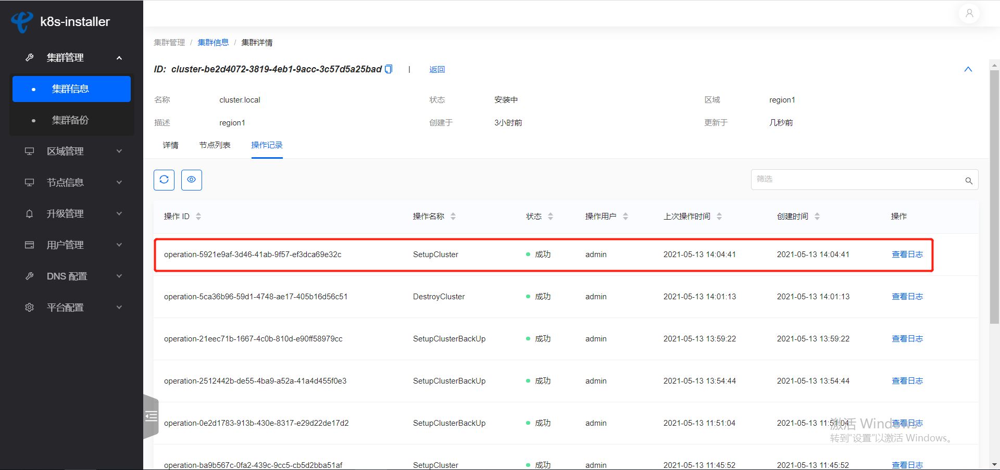 k8s-installer
集群管理
集群信息
集群备份
区域管理
节点信息
升级管理
用户管理
DNS 配置
平台配置
集群管理 / 集群信息 / 集群详情
ID: cluster-be2d4072-3819-4eb1-9acc-3c57d5a25bad | 返回
名称 cluster.local 状态 安装中 区域 region1
描述 region1 创建于 3小时前 更新于 几秒前
详情 节点列表 操作记录
筛选
操作 ID 操作名称 状态 操作用户 上次操作时间 创建时间 操作
operation-5921e9af-3d46-41ab-9f57-ef3dca69e32c SetupCluster 成功 admin 2021-05-13 14:04:41 2021-05-13 14:04:41 查看日志
operation-5ca36b96-59d1-4748-ae17-405b16d56c51 DestroyCluster 成功 admin 2021-05-13 14:01:13 2021-05-13 14:01:13 查看日志
operation-21eec71b-1667-4c0b-810d-e90ff58979cc SetupClusterBackUp 成功 admin 2021-05-13 13:59:22 2021-05-13 13:59:22 查看日志
operation-2512442b-de55-4ba9-a52a-41a4d455f0e3 SetupClusterBackUp 成功 admin 2021-05-13 13:54:44 2021-05-13 13:54:44 查看日志
operation-0e2d1783-913b-430e-8317-e29d22de17d2 SetupClusterBackUp 成功 admin 2021-05-13 11:51:04 2021-05-13 11:51:04 查看日志
激活 Windows
转到“设置”以激活 Windows。
operation-ba9b567c-0fa2-439c-9cc5-cb5d2bba51af SetupCluster 成功 admin 2021-05-13 11:45:52 2021-05-13 11:45:52 查看日志